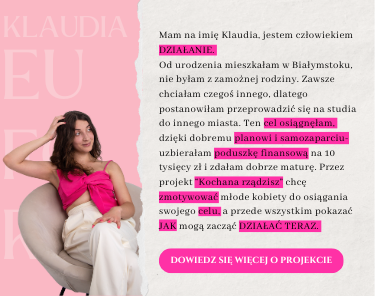 KLAUDIA
EU
Mam na imię Klaudia, jestem człowiekiem
DZIAŁANIE.
Od urodzenia mieszkałam w Białymstoku,
nie byłam z zamożnej rodziny. Zawsze
chciałam czegoś innego, dlatego
postanowiłam przeprowadzić się na studia
do innego miasta. Ten cel osiągnęłam,
dzięki dobremu planowi i samozaparciu-
uzbierałam poduszkę finansową na 10
tysięcy zł i zdałam dobrze maturę. Przez
projekt "Kochana rządzisz" chcę
zmotywować młode kobiety do osiągania
swojego celu, a przede wszystkim pokazać
JAK mogą zacząć DZIAŁAĆ TERAZ.
DOWIEDZ SIĘ WIĘCEJ O PROJEKCIE